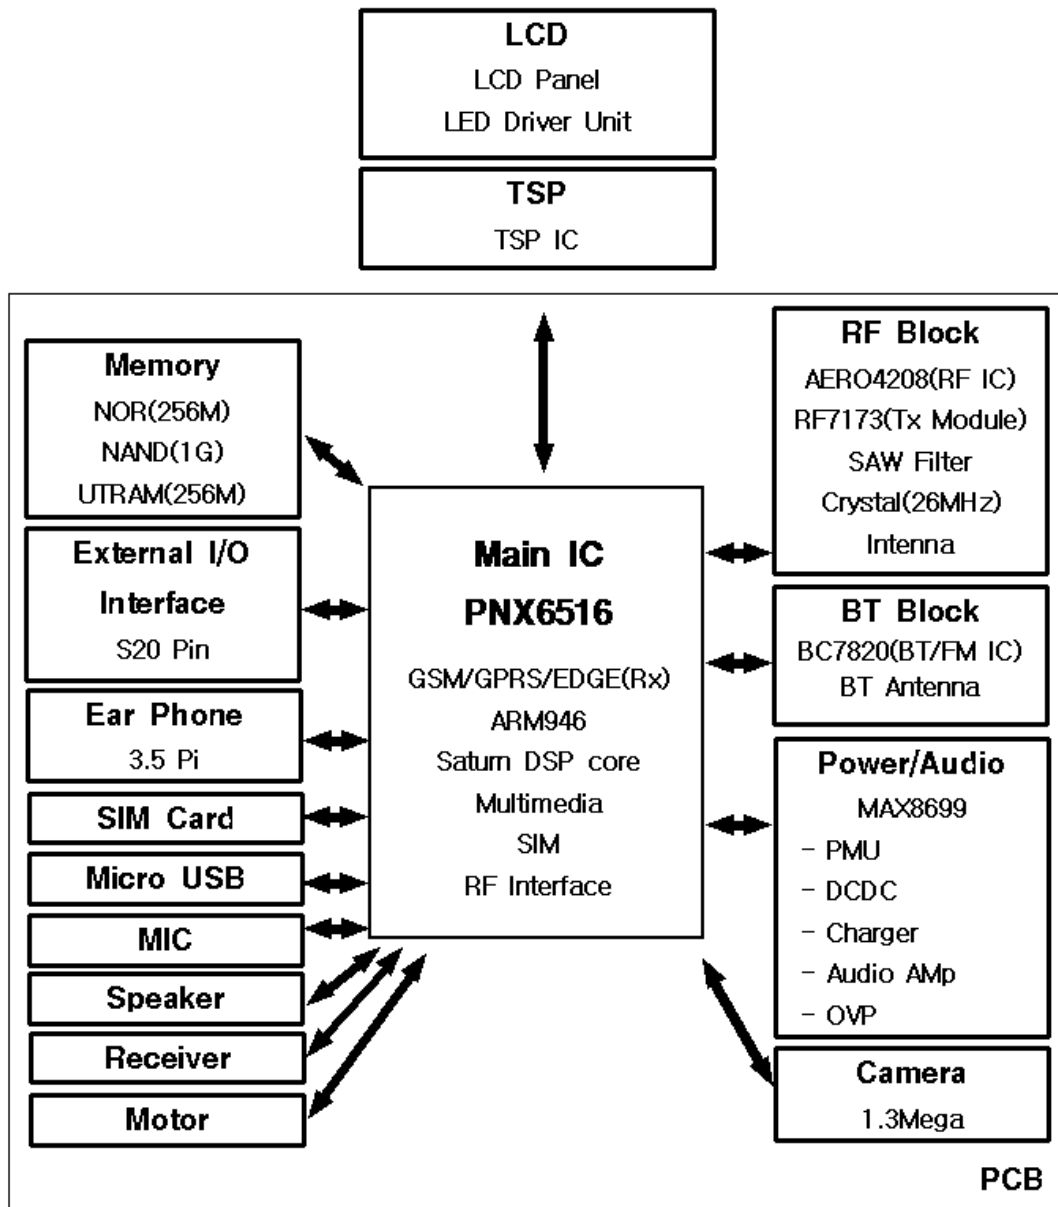 LCD
LCD Panel
LED Driver Unit
TSP
TSP IC
Memory
NOR(256M)
NAND(1G)
UTRAM(256M)
External I/O
Interface
S20 Pin
Ear Phone
3.5 Pi
SIM Card
Micro USB
MIC
Speaker
Receiver
Motor
Main IC
PNX6516
GSM/GPRS/EDGE(Rx)
ARM946
Saturn DSP core
Multimedia
SIM
RF Interface
RF Block
AERO4208(RF IC)
RF7173(Tx Module)
SAW Filter
Crystal(26MHz)
Intenna
BT Block
BC7820(BT/FM IC)
BT Antenna
Power/Audio
MAX8699
- PMU
- DCDC
- Charger
- Audio AMp
- OVP
Camera
1.3Mega
PCB